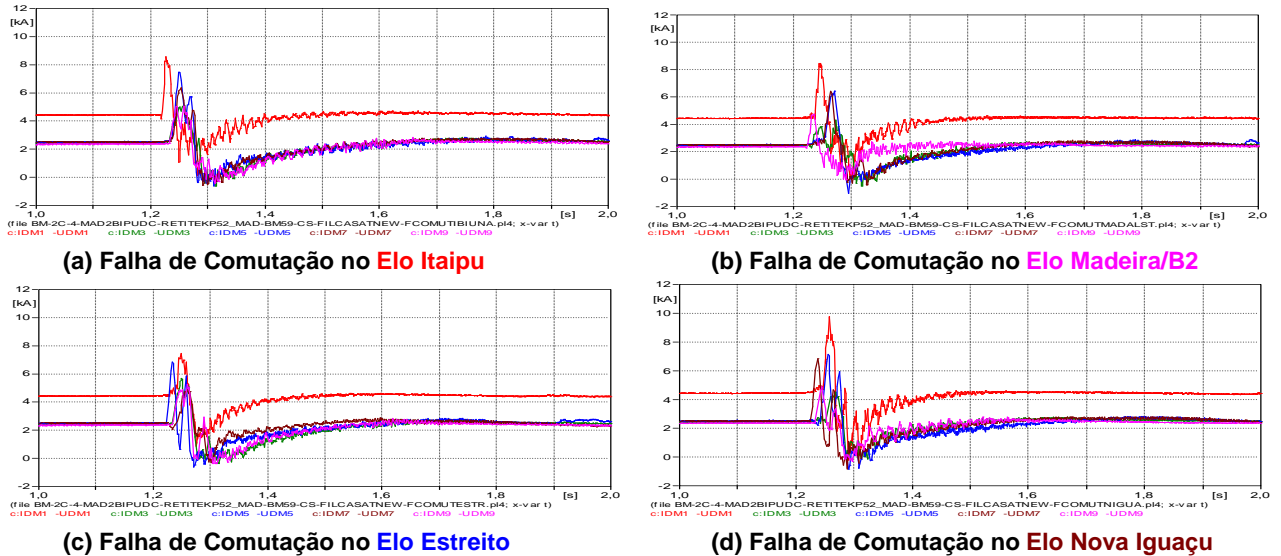 12
[kA]
10
8
6
4
2
0
-2
1,0 1,2 1,4 1,6 1,8 [s] 2,0
(file BM-2C-4-MAD2BIPUDC-RETITEKP52_MAD-BM59-CS-FILCASATNEW-FCOMUTIBIUNA.pl4; x-var t)
c:IDM1 -UDM1 c:IDM3 -UDM3 c:IDM5 -UDM5 c:IDM7 -UDM7 c:IDM9 -UDM9
(a) Falha de Comutação no Elo Itaipu
12
[kA]
10
8
6
4
2
0
-2
1,0 1,2 1,4 1,6 1,8 [s] 2,0
(file BM-2C-4-MAD2BIPUDC-RETITEKP52_MAD-BM59-CS-FILCASATNEW-FCOMUTMADALST.pl4; x-var t)
c:IDM1 -UDM1 c:IDM3 -UDM3 c:IDM5 -UDM5 c:IDM7 -UDM7 c:IDM9 -UDM9
(b) Falha de Comutação no Elo Madeira/B2
12
[kA]
10
8
6
4
2
0
-2
1,0 1,2 1,4 1,6 1,8 [s] 2,0
(file BM-2C-4-MAD2BIPUDC-RETITEKP52_MAD-BM59-CS-FILCASATNEW-FCOMUTESTR.pl4; x-var t)
c:IDM1 -UDM1 c:IDM3 -UDM3 c:IDM5 -UDM5 c:IDM7 -UDM7 c:IDM9 -UDM9
(c) Falha de Comutação no Elo Estreito
12
[kA]
10
8
6
4
2
0
-2
1,0 1,2 1,4 1,6 1,8 [s] 2,0
(file BM-2C-4-MAD2BIPUDC-RETITEKP52_MAD-BM59-CS-FILCASATNEW-FCOMUTNIGUA.pl4; x-var t)
c:IDM1 -UDM1 c:IDM3 -UDM3 c:IDM5 -UDM5 c:IDM7 -UDM7 c:IDM9 -UDM9
(d) Falha de Comutação no Elo Nova Iguaçu